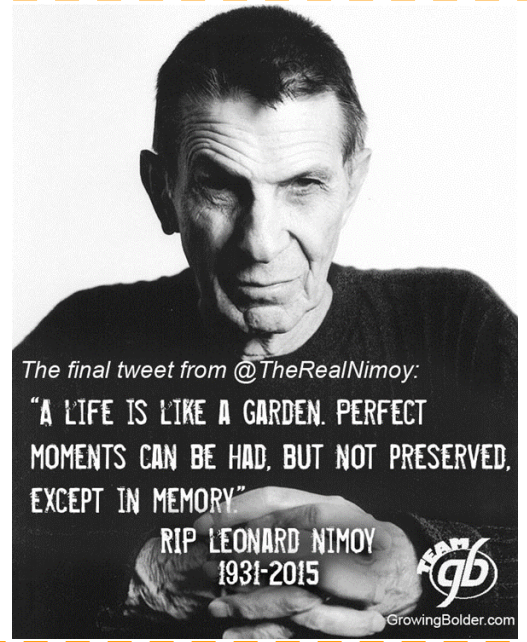 The final tweet from @TheRealNimoy:
"A LIFE IS LIKE A GARDEN. PERFECT
MOMENTS CAN BE HAD, BUT NOT PRESERVED,
EXCEPT IN MEMORY."
RIP LEONARD NIMOY
1931-2015
TEAM
gb
GrowingBolder.com